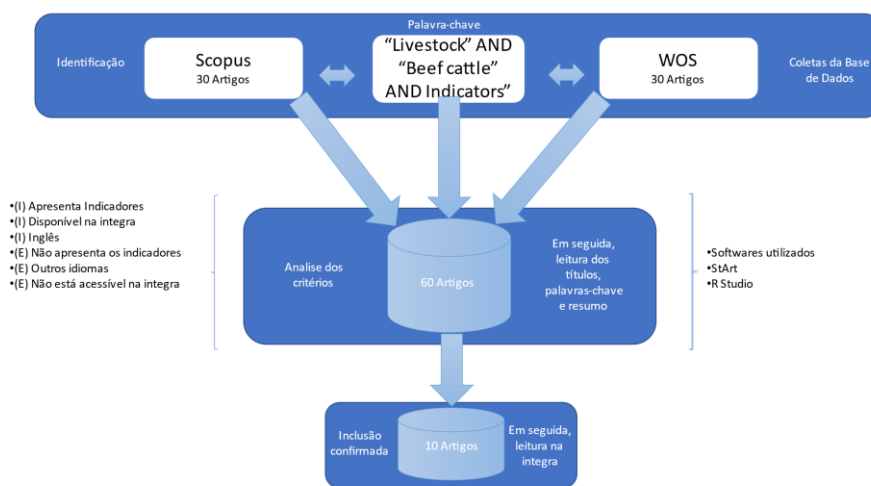 Palavra-chave
Identificação
Scopus
30 Artigos
“Livestock” AND
“Beef cattle”
AND Indicators”
WOS
30 Artigos
Coletas da Base
de Dados
•(I) Apresenta Indicadores
•(I) Disponível na integra
•(I) Inglês
•(E) Não apresenta os indicadores
•(E) Outros idiomas
•(E) Não está acessível na integra
Analise dos
critérios
60 Artigos
Em seguida,
leitura dos
títulos,
palavras-chave
e resumo
•Softwares utilizados
•StArt
•R Studio
Inclusão
confirmada
10 Artigos
Em seguida,
leitura na
integra